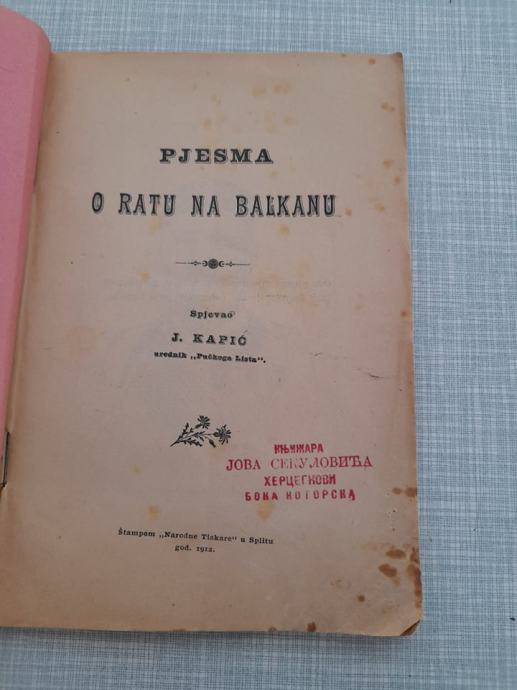 PJESMA
O RATU NA BALKANU
Spjevao
J. KAPIĆ
urednik „Pučkoga Lista“.
КЊИЖАРА
ЈОВА СЕКУЛОВИЋА
ХЕРЦЕГНОВИ
БОКА КОТОРСКА
Štampom „Narodne Tiskare“ u Splitu
god. 1912.